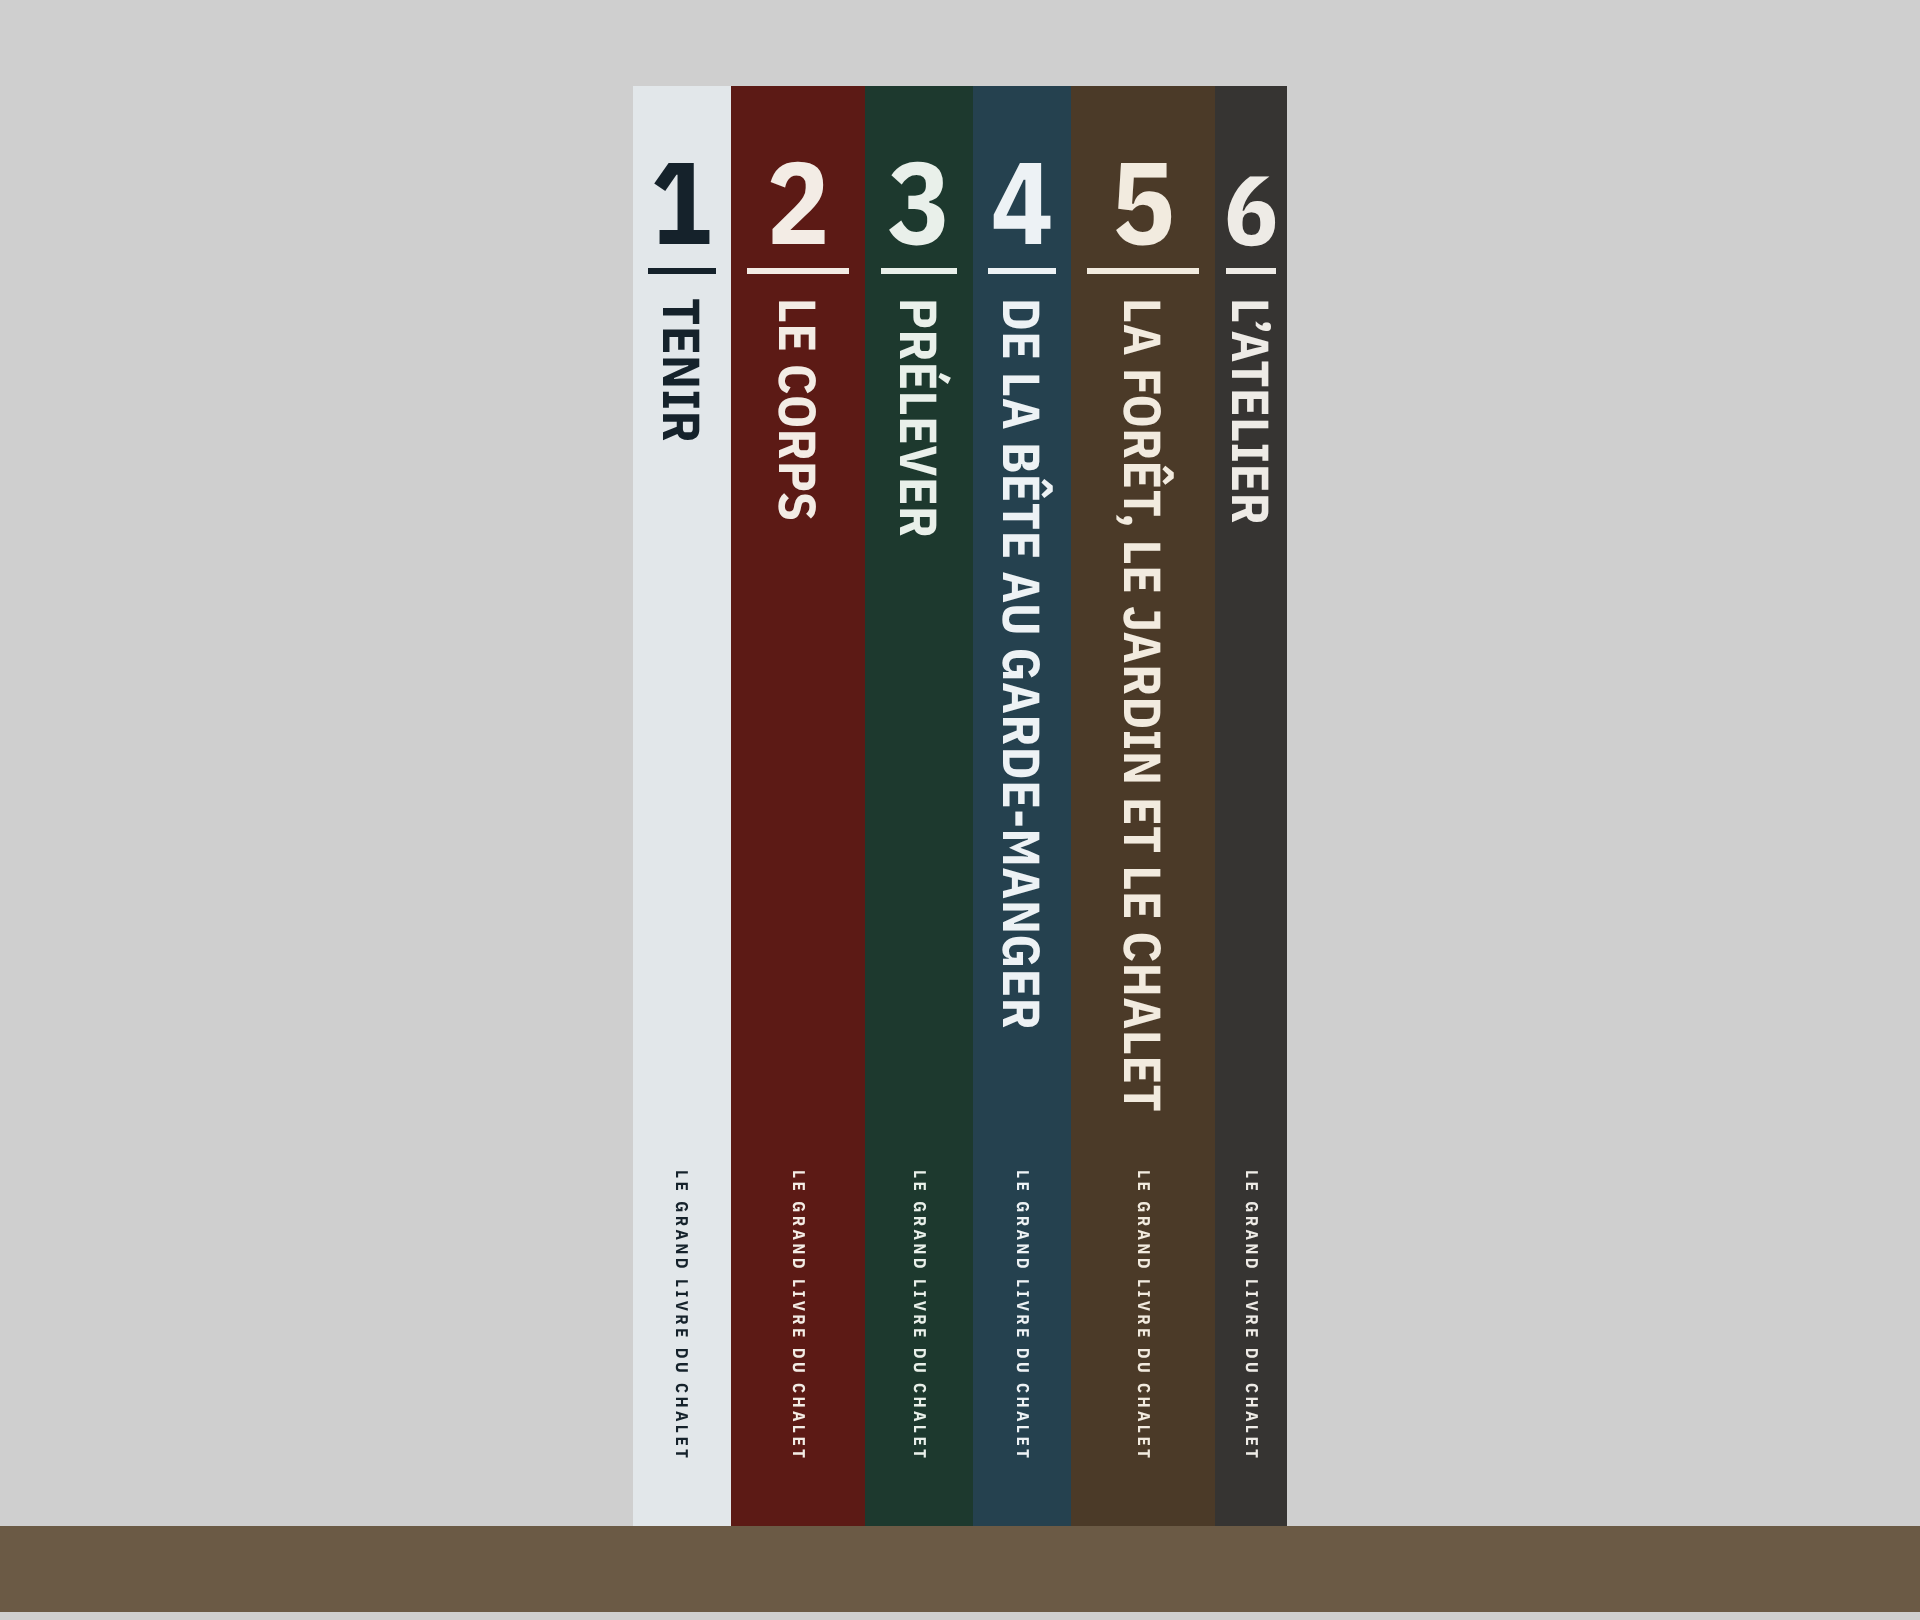 1
TENIR
LE GRAND LIVRE DU CHALET
2
LE CORPS
LE GRAND LIVRE DU CHALET
3
PRÉLEVER
LE GRAND LIVRE DU CHALET
4
DE LA BÊTE AU GARDE-MANGER
LE GRAND LIVRE DU CHALET
5
LA FORÊT, LE JARDIN ET LE CHALET
LE GRAND LIVRE DU CHALET
6
L’ATELIER
LE GRAND LIVRE DU CHALET